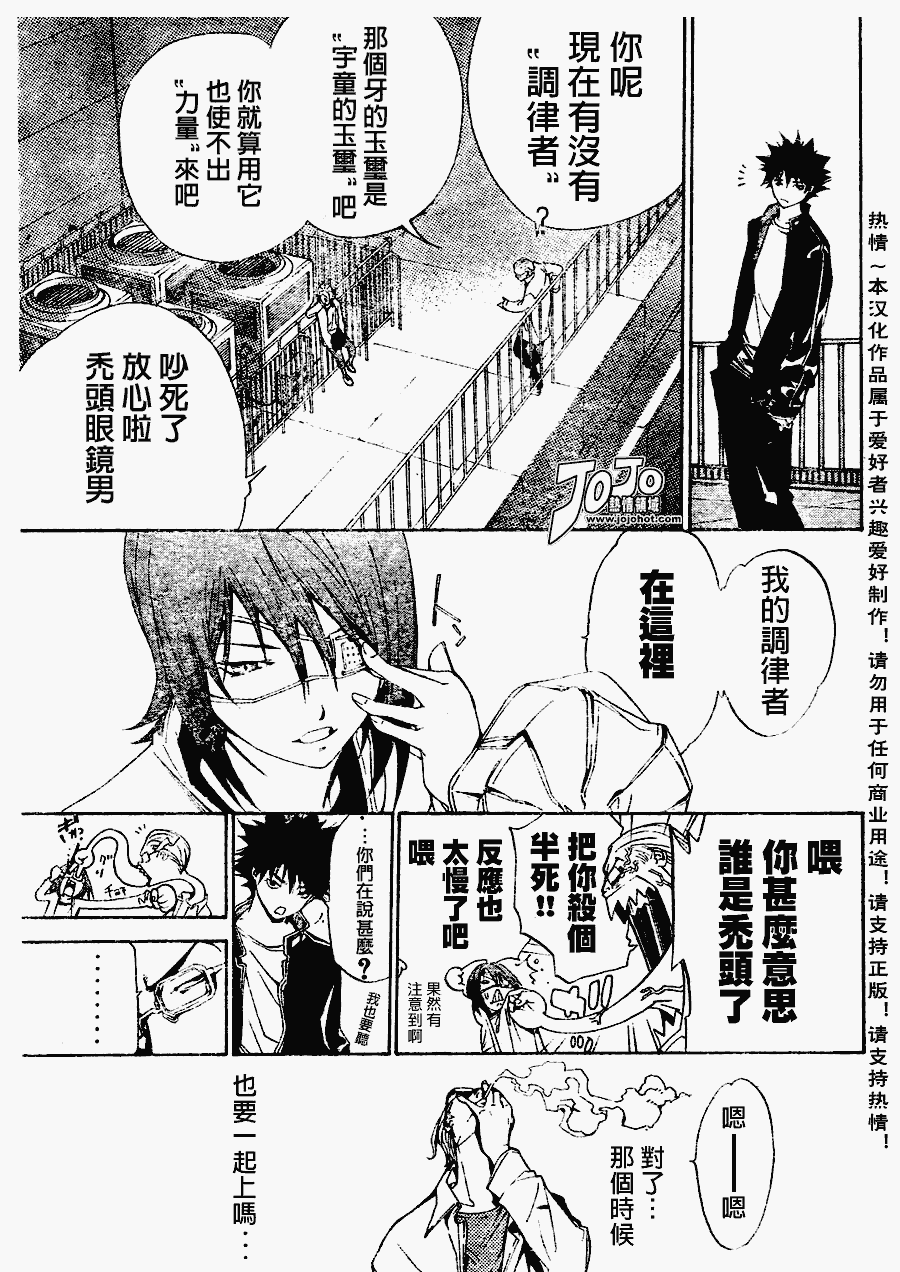 你呢
現在有沒有
“調律者”
?
那個牙的玉璽是
“宇童的玉璽”吧
你就算用它
也使不出
“力量”來吧
吵死了
放心啦
禿頭眼鏡男
JOJO
熱情領域
www.jojohot.com
我的調律者
在這裡
喂
你甚麼意思
誰是禿頭了
把你殺個
半死!!
反應也
太慢了吧
喂
果然有
注意到啊
…你們在說甚麼?
我也要聽
......
嗯──嗯
對了…
那個時候
也要一起上嗎…
热情~本汉化作品属于爱好者兴趣爱好制作!请勿用于任何商业用途!请支持正版!请支持热情!